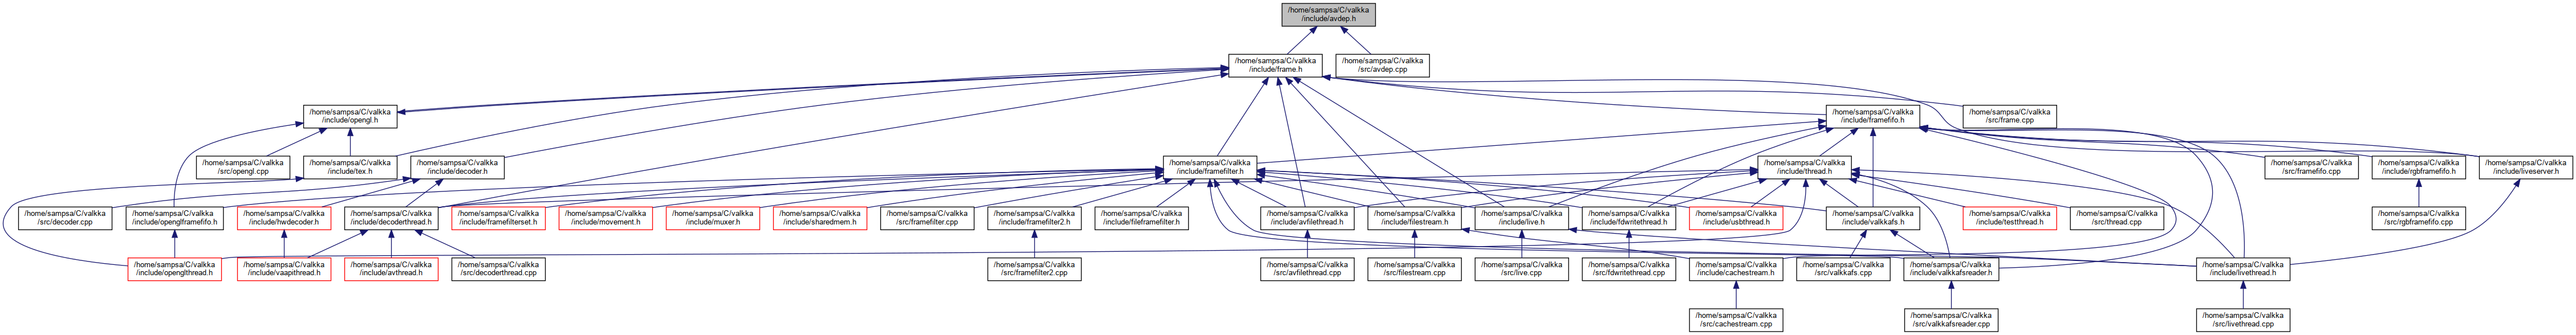 /home/sampsa/C/valkka
/include/avdep.h
/home/sampsa/C/valkka
/include/frame.h
/home/sampsa/C/valkka
/src/avdep.cpp
/home/sampsa/C/valkka
/include/opengl.h
/home/sampsa/C/valkka
/include/framefifo.h
/home/sampsa/C/valkka
/src/frame.cpp
/home/sampsa/C/valkka
/src/opengl.cpp
/home/sampsa/C/valkka
/include/tex.h
/home/sampsa/C/valkka
/include/decoder.h
/home/sampsa/C/valkka
/include/framefilter.h
/home/sampsa/C/valkka
/include/thread.h
/home/sampsa/C/valkka
/src/framefifo.cpp
/home/sampsa/C/valkka
/include/rgbframefifo.h
/home/sampsa/C/valkka
/include/liveserver.h
/home/sampsa/C/valkka
/src/decoder.cpp
/home/sampsa/C/valkka
/include/openglframefifo.h
/home/sampsa/C/valkka
/include/hwdecoder.h
/home/sampsa/C/valkka
/include/decoderthread.h
/home/sampsa/C/valkka
/include/framefilterset.h
/home/sampsa/C/valkka
/include/movement.h
/home/sampsa/C/valkka
/include/muxer.h
/home/sampsa/C/valkka
/include/sharedmem.h
/home/sampsa/C/valkka
/src/framefilter.cpp
/home/sampsa/C/valkka
/include/framefilter2.h
/home/sampsa/C/valkka
/include/fileframefilter.h
/home/sampsa/C/valkka
/include/avfilethread.h
/home/sampsa/C/valkka
/include/filestream.h
/home/sampsa/C/valkka
/include/live.h
/home/sampsa/C/valkka
/include/fdwritethread.h
/home/sampsa/C/valkka
/include/usbthread.h
/home/sampsa/C/valkka
/include/valkkafs.h
/home/sampsa/C/valkka
/include/testthread.h
/home/sampsa/C/valkka
/src/thread.cpp
/home/sampsa/C/valkka
/src/rgbframefifo.cpp
/home/sampsa/C/valkka
/include/openglthread.h
/home/sampsa/C/valkka
/include/vaapithread.h
/home/sampsa/C/valkka
/include/avthread.h
/home/sampsa/C/valkka
/src/decoderthread.cpp
/home/sampsa/C/valkka
/src/framefilter2.cpp
/home/sampsa/C/valkka
/src/avfilethread.cpp
/home/sampsa/C/valkka
/src/filestream.cpp
/home/sampsa/C/valkka
/src/live.cpp
/home/sampsa/C/valkka
/src/fdwritethread.cpp
/home/sampsa/C/valkka
/include/cachestream.h
/home/sampsa/C/valkka
/src/valkkafs.cpp
/home/sampsa/C/valkka
/include/valkkafsreader.h
/home/sampsa/C/valkka
/include/livethread.h
/home/sampsa/C/valkka
/src/cachestream.cpp
/home/sampsa/C/valkka
/src/valkkafsreader.cpp
/home/sampsa/C/valkka
/src/livethread.cpp